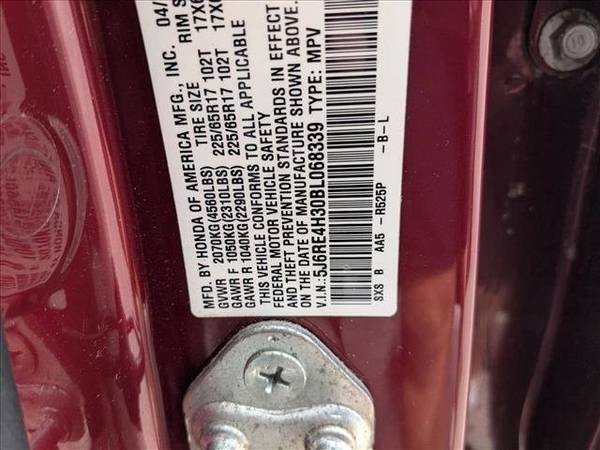 MFD. BY HONDA OF AMERICA MFG., INC. 04/
GVWR 2070KG(4560LBS) TIRE SIZE RIM S
GAWR F 1050KG(2310LBS) 225/65R17 102T 17X6
GAWR R 1040KG(2290LBS) 225/65R17 102T 17X6
THIS VEHICLE CONFORMS TO ALL APPLICABLE
FEDERAL MOTOR VEHICLE SAFETY
AND THEFT PREVENTION STANDARDS IN EFFECT
ON THE DATE OF MANUFACTURE SHOWN ABOVE.
V.I.N.: 5J6RE4H30BL068339 TYPE: MPV
SXS B AA5 - R525P - B - L